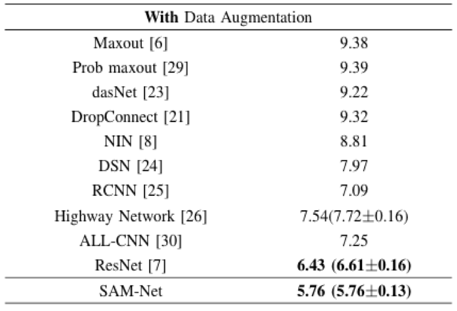 With Data Augmentation
Maxout [6] 9.38
Prob maxout [29] 9.39
dasNet [23] 9.22
DropConnect [21] 9.32
NIN [8] 8.81
DSN [24] 7.97
RCNN [25] 7.09
Highway Network [26] 7.54(7.72±0.16)
ALL-CNN [30] 7.25
ResNet [7] 6.43 (6.61±0.16)
SAM-Net 5.76 (5.76±0.13)